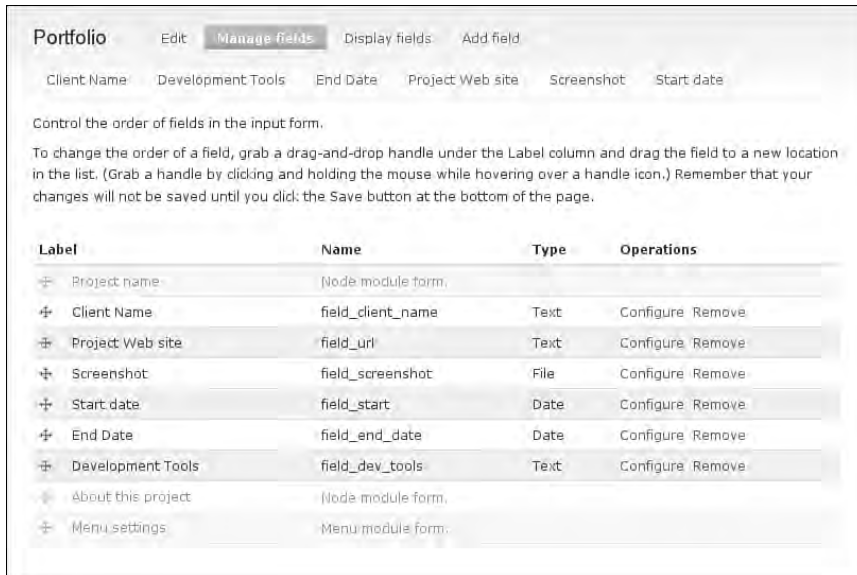 Portfolio Edit Manage fields Display fields Add field
Client Name Development Tools End Date Project Web site Screenshot Start date
Control the order of fields in the input form.
To change the order of a field, grab a drag-and-drop handle under the Label column and drag the field to a new location
in the list. (Grab a handle by clicking and holding the mouse while hovering over a handle icon.) Remember that your
changes will not be saved until you click the Save button at the bottom of the page.
Label Name Type Operations
Project name Node module form.
Client Name field_client_name Text Configure Remove
Project Web site field_url Text Configure Remove
Screenshot field_screenshot File Configure Remove
Start date field_start Date Configure Remove
End Date field_end_date Date Configure Remove
Development Tools field_dev_tools Text Configure Remove
About this project Node module form.
Menu settings Menu module form.